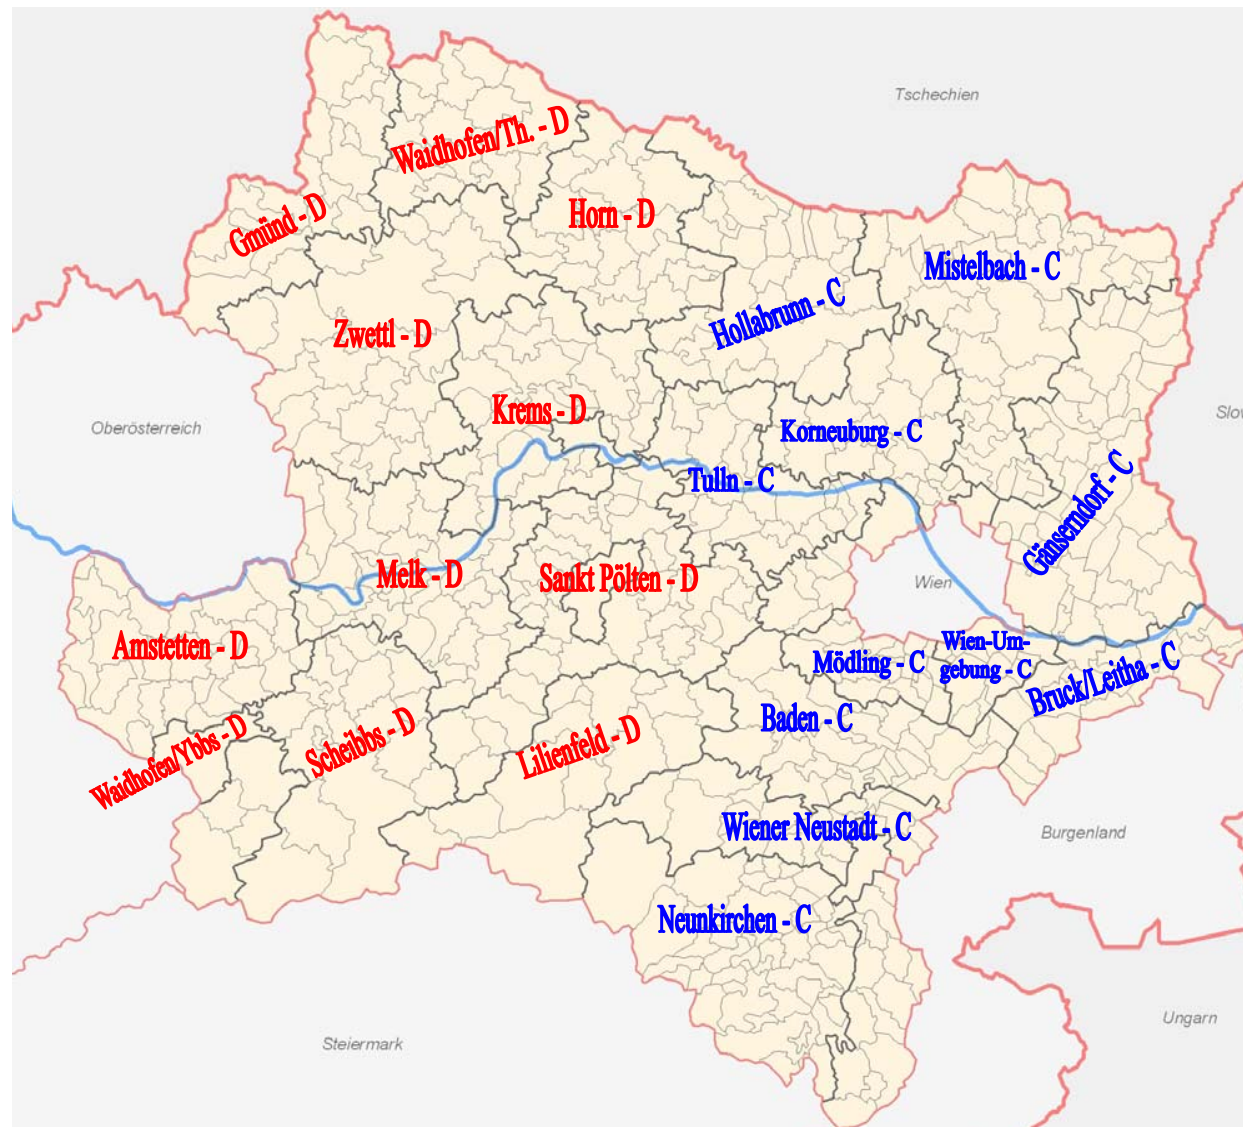 Tschechien
Waidhofen/Th. - D
Gmünd - D
Horn - D
Mistelbach - C
Hollabrunn - C
Zwettl - D
Krems - D
Oberösterreich
Korneuburg - C
Slov
Tulln - C
Gänserndorf - C
Melk - D
Sankt Pölten - D
Wien
Amstetten - D
Mödling - C
Wien-Um-
gebung - C
Bruck/Leitha - C
Baden - C
Waidhofen/Ybbs - D
Scheibbs - D
Lilienfeld - D
Wiener Neustadt - C
Burgenland
Neunkirchen - C
Ungarn
Steiermark